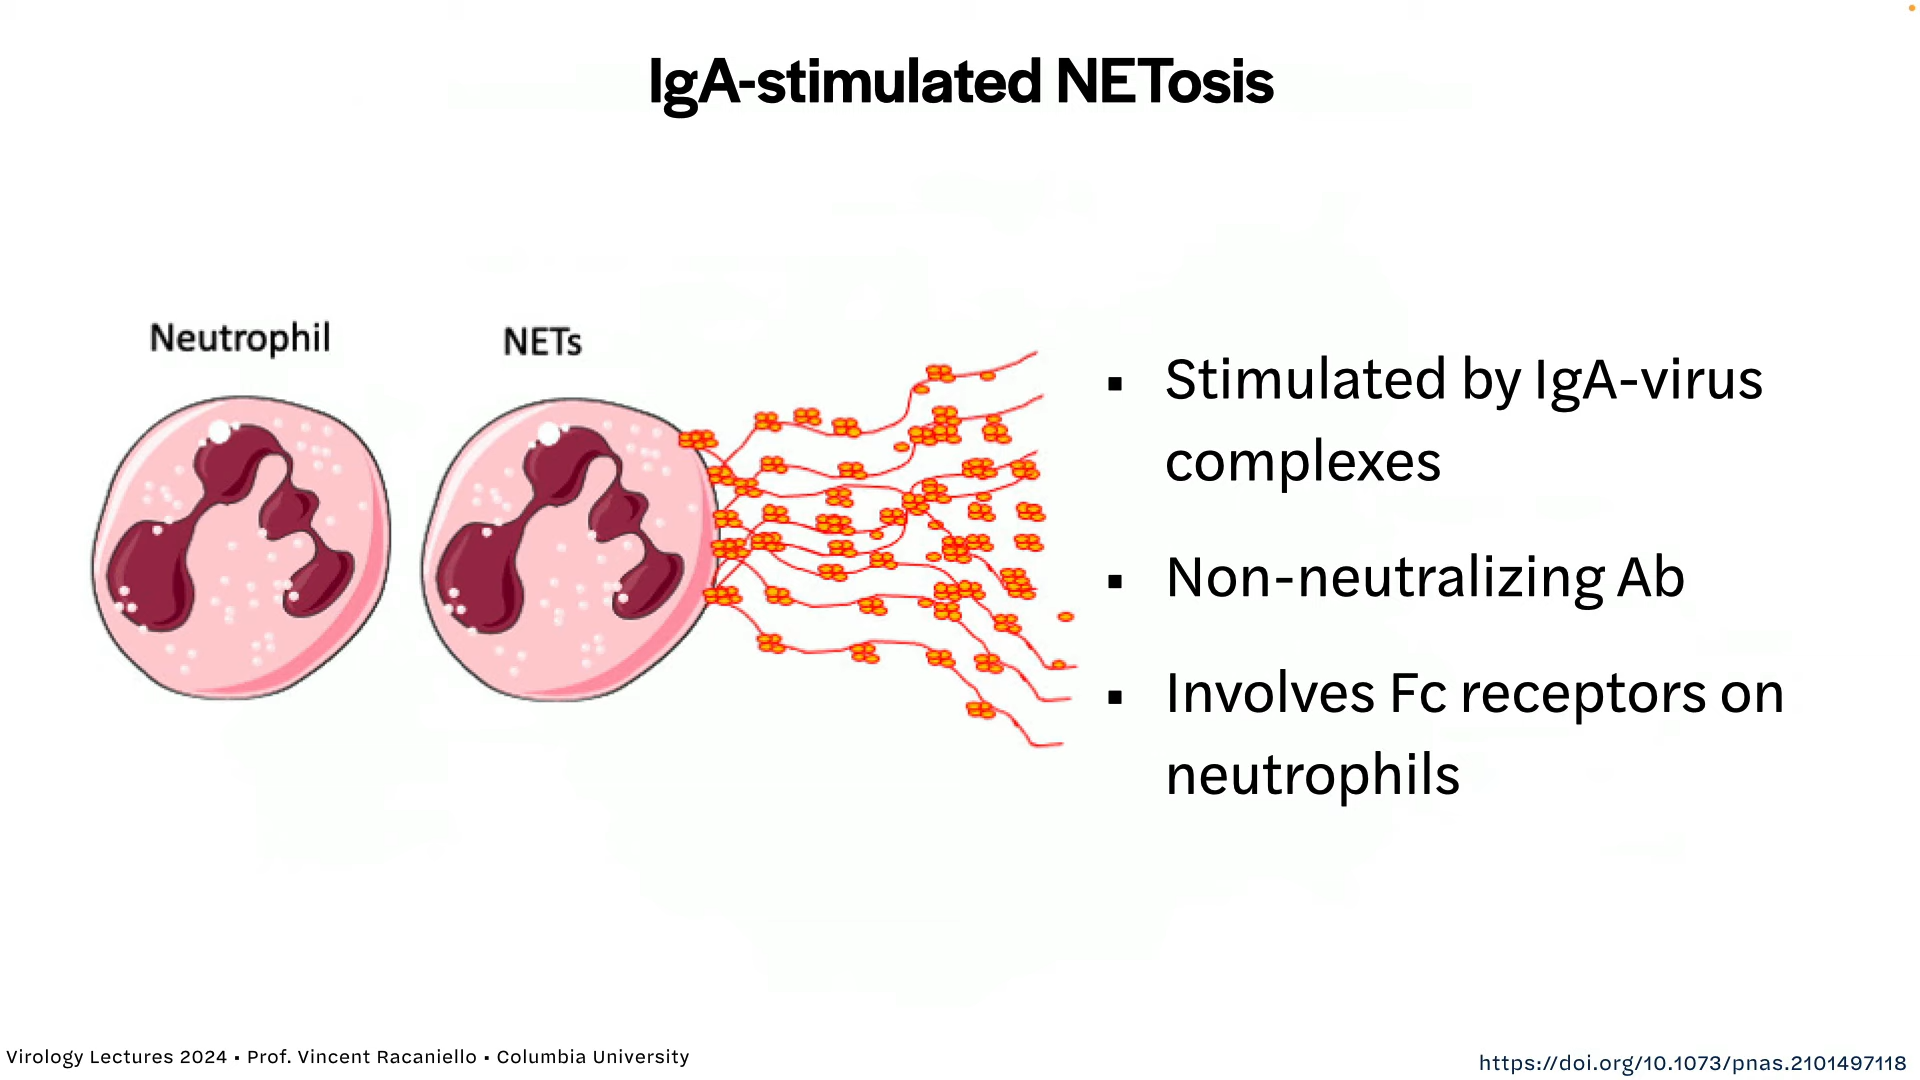 IgA-stimulated NETosis
Neutrophil
NETs
▪ Stimulated by IgA-virus
complexes
▪ Non-neutralizing Ab
▪ Involves Fc receptors on
neutrophils
Virology Lectures 2024 ▪ Prof. Vincent Racaniello ▪ Columbia University
https://doi.org/10.1073/pnas.2101497118